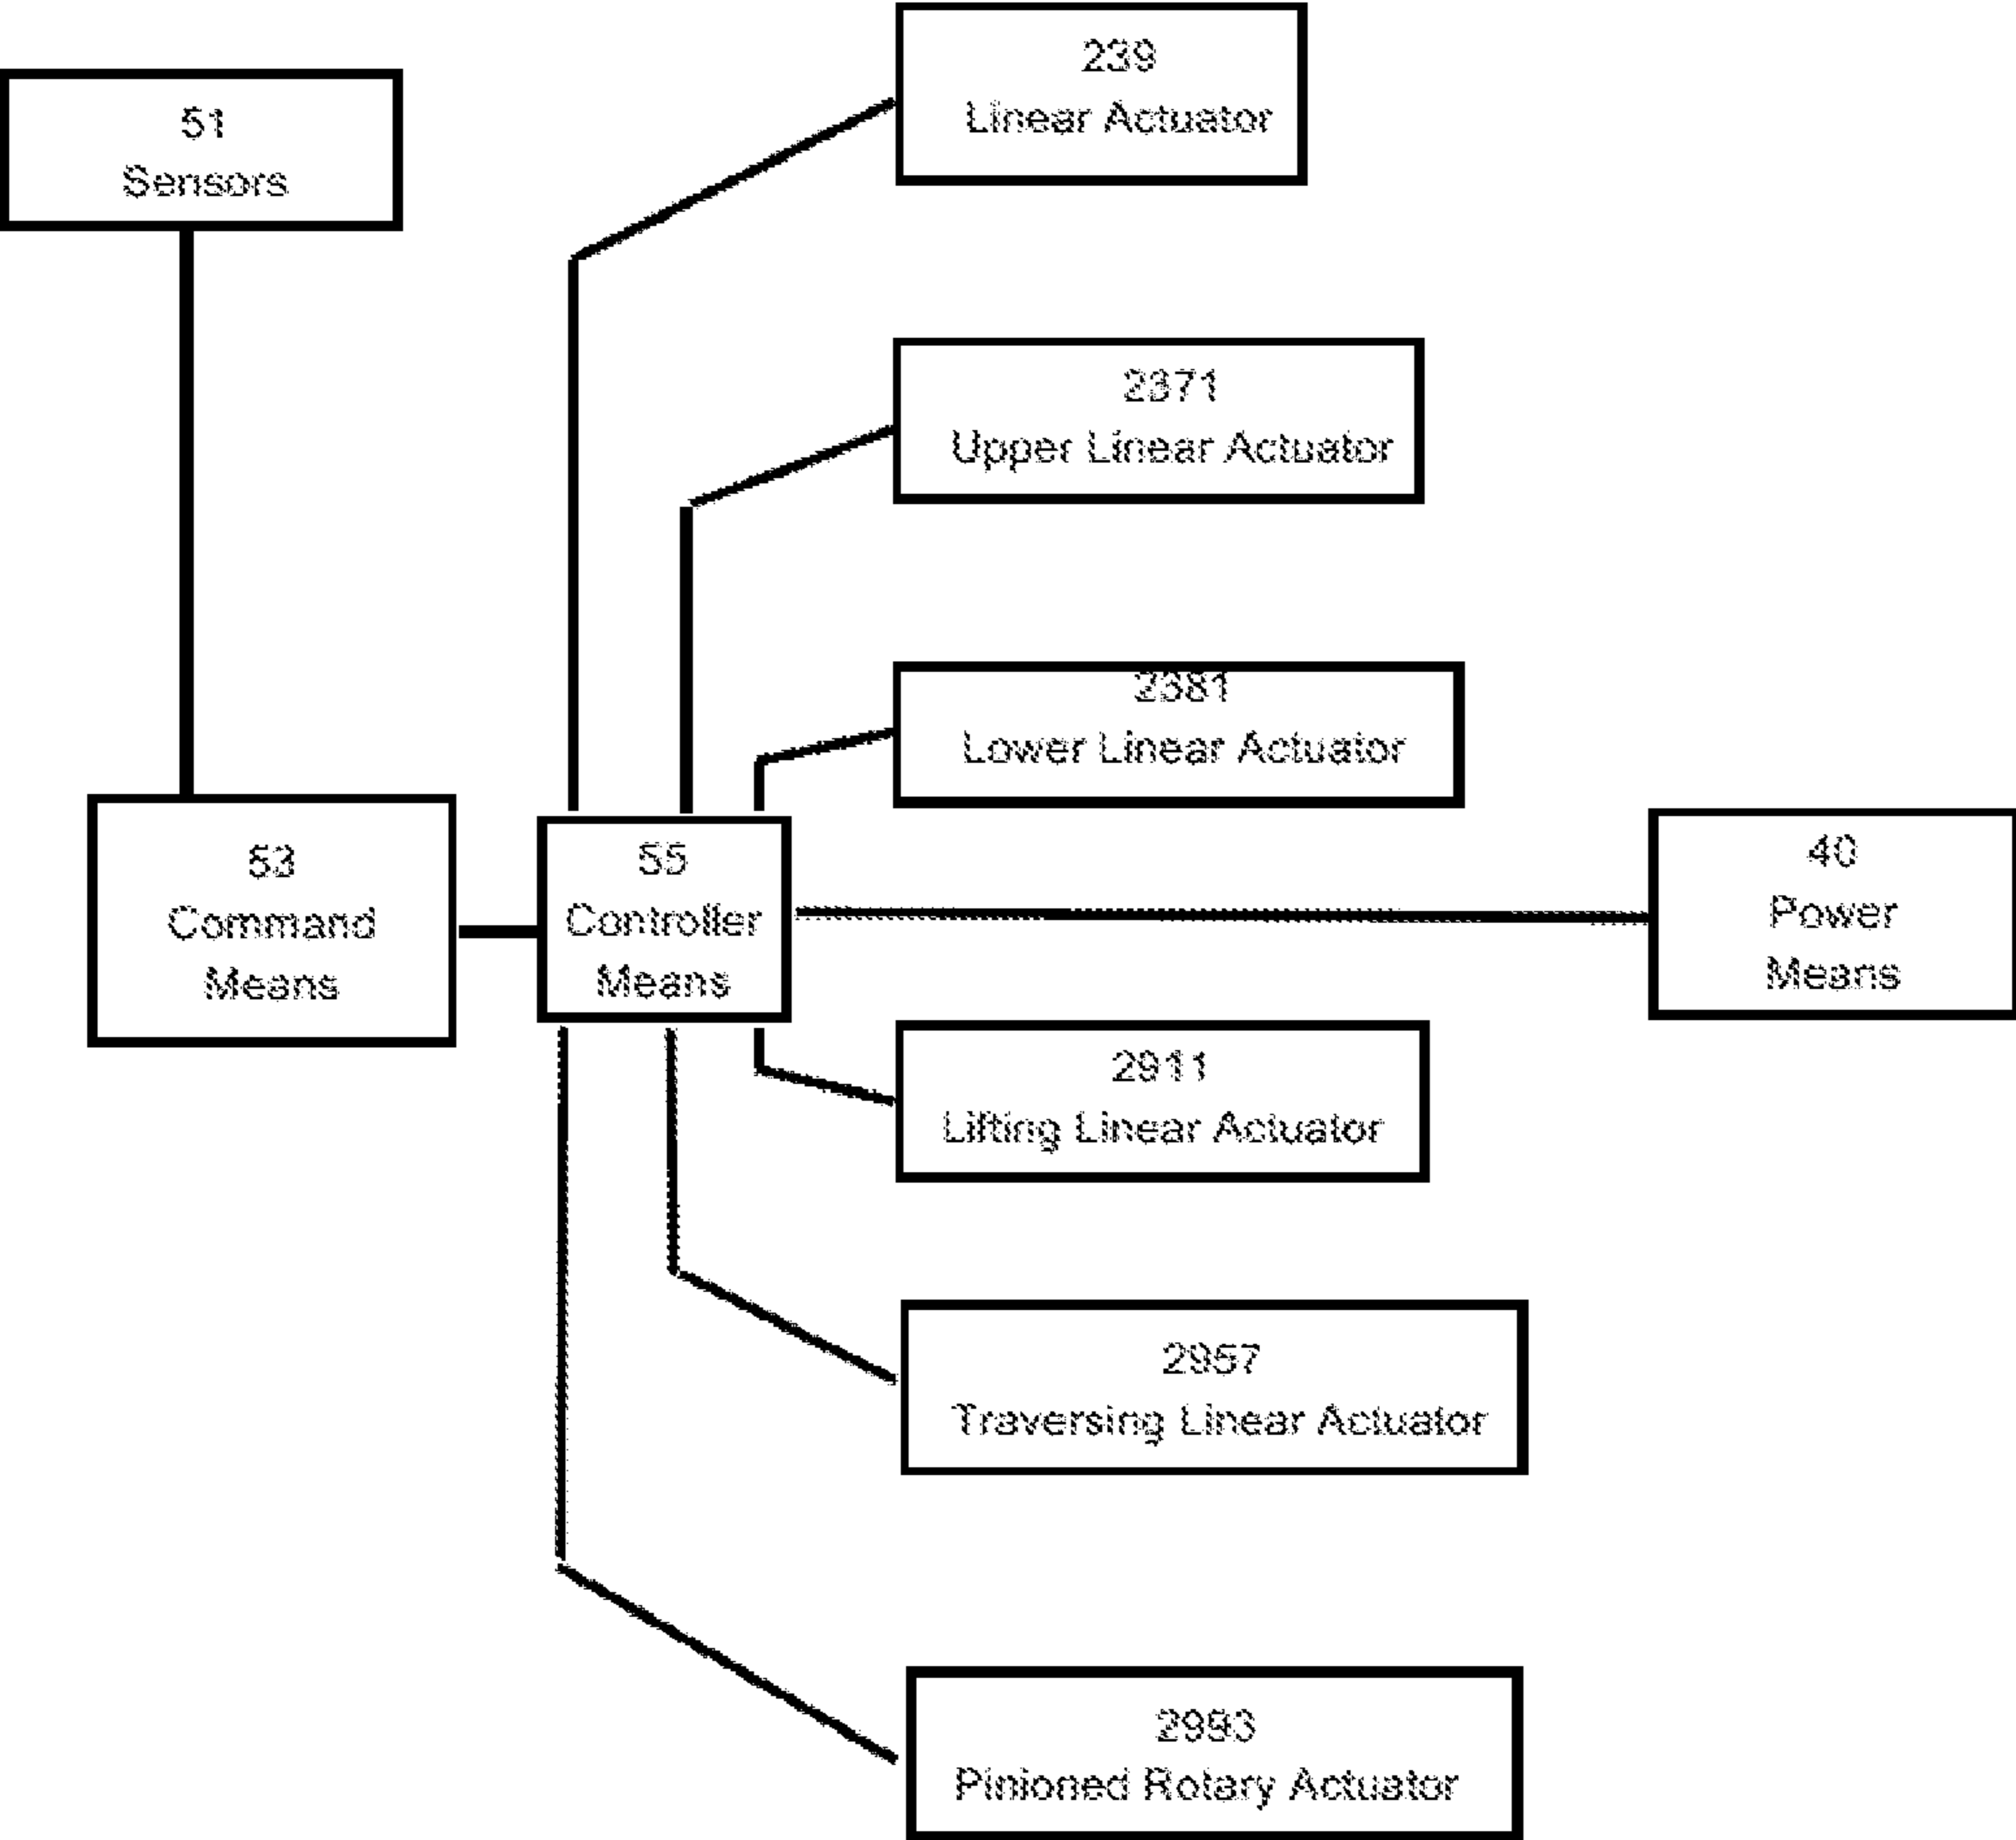 239
Linear Actuator
51
Sensors
2371
Upper Linear Actuator
2381
Lower Linear Actuator
53
Command
Means
55
Controller
Means
40
Power
Means
2911
Lifting Linear Actuator
2957
Traversing Linear Actuator
2993
Pinioned Rotary Actuator